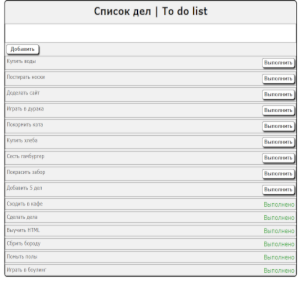 Список дел | To do list
Добавить
Купить воды
Выполнить
Постирать носки
Выполнить
Доделать сайт
Выполнить
Играть в дурака
Выполнить
Покормить кота
Выполнить
Купить хлеба
Выполнить
Съесть гамбургер
Выполнить
Покрасить забор
Выполнить
Добавить 5 дел
Выполнить
Сходить в кафе
Выполнено
Сделать дела
Выполнено
Выучить HTML
Выполнено
Сбрить бороду
Выполнено
Помыть полы
Выполнено
Играть в боулинг
Выполнено